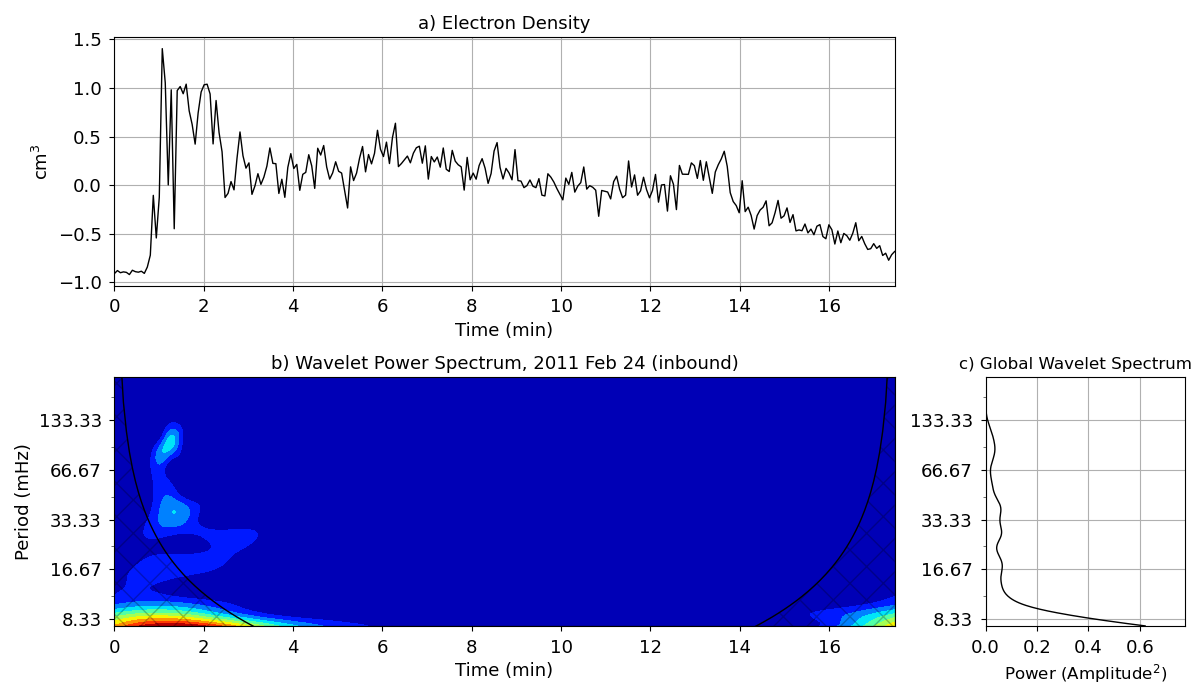 a) Electron Density
1.5
1.0
0.5
0.0
−0.5
−1.0
cm³
0 2 4 6 8 10 12 14 16
Time (min)
b) Wavelet Power Spectrum, 2011 Feb 24 (inbound)
133.33
66.67
33.33
16.67
8.33
Period (mHz)
0 2 4 6 8 10 12 14 16
Time (min)
c) Global Wavelet Spectrum
133.33
66.67
33.33
16.67
8.33
0.0 0.2 0.4 0.6
Power (Amplitude²)